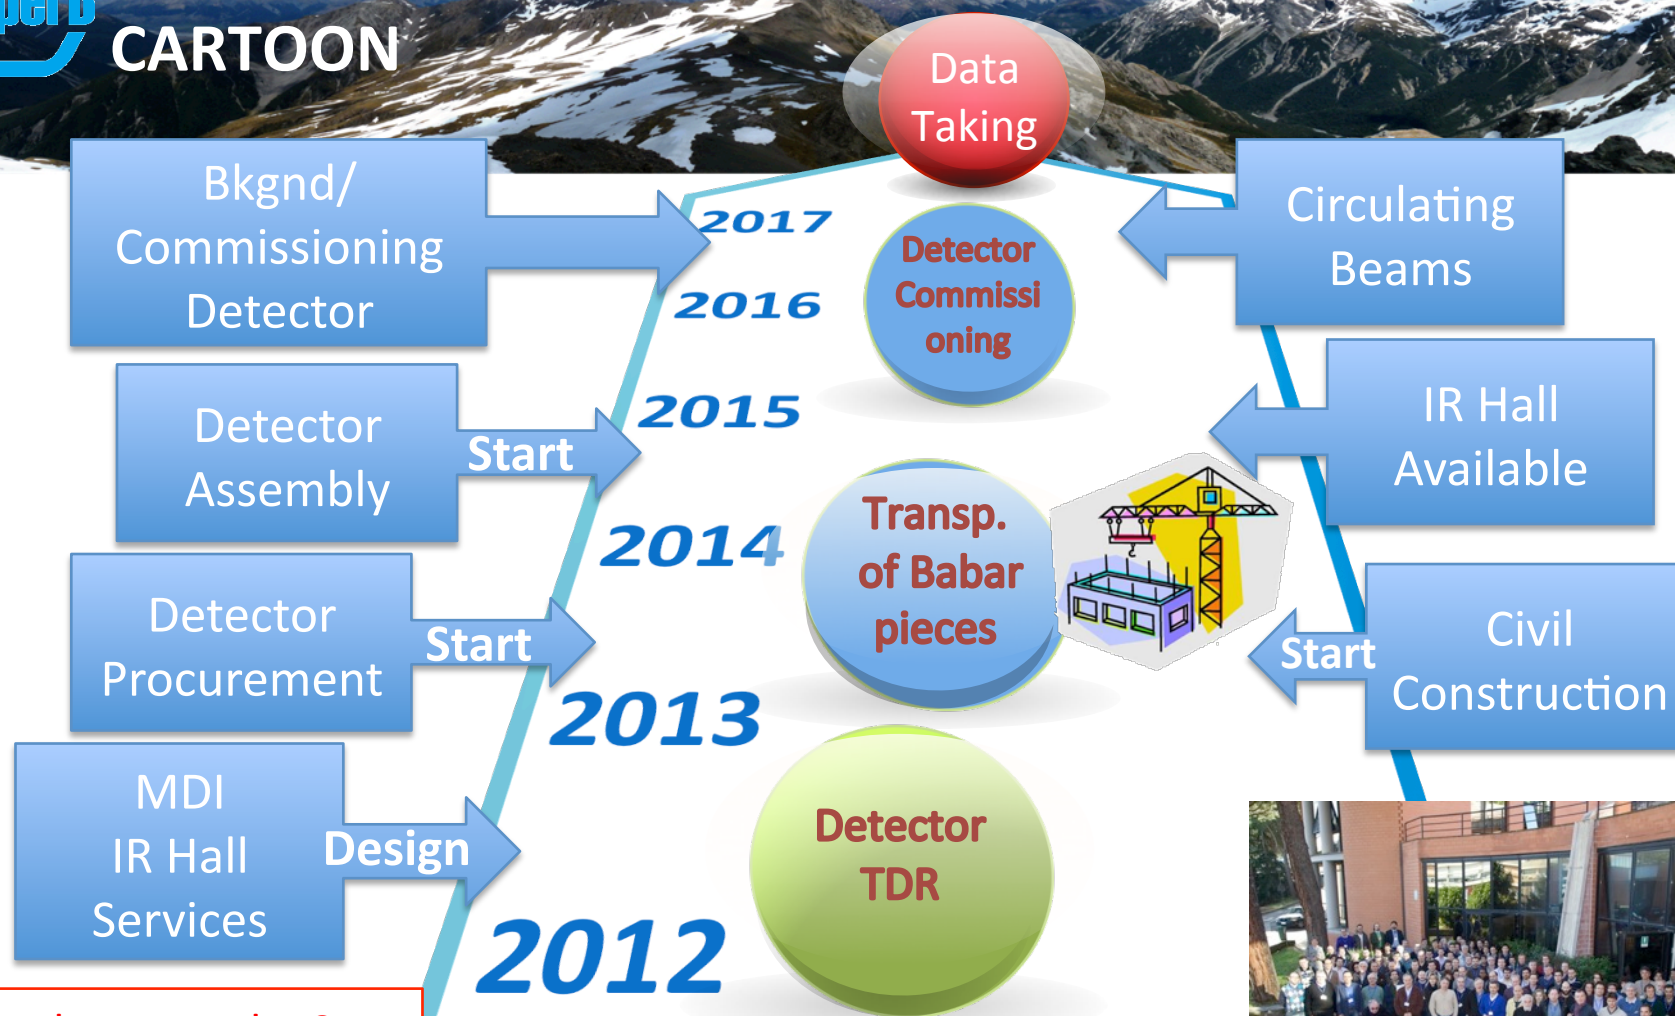 CARTOON
Data
Taking
Bkgnd/
Commissioning
Detector
2017
Detector
Commissi
oning
Circulating
Beams
2016
Detector
Assembly
Start
2015
IR Hall
Available
2014
Transp.
of Babar
pieces
Detector
Procurement
Start
Start
Civil
Construction
2013
MDI
IR Hall
Services
Design
Detector
TDR
2012